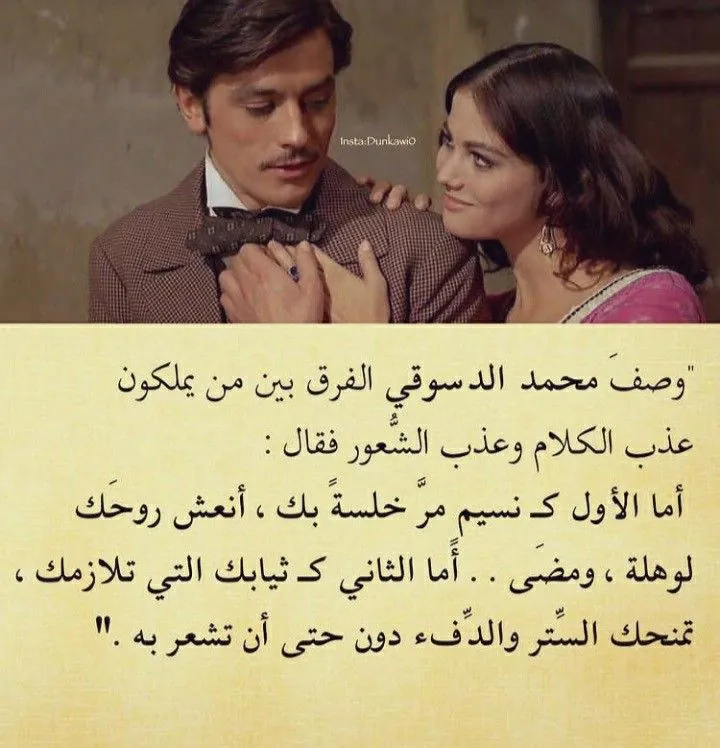 Insta:Dunkawi0
"وصفَ محمد الدسوقي الفرق بين من يملكون
عذب الكلام وعذب الشُّعور فقال :
أما الأول كـ نسيم مرَّ خلسةً بك ، أنعش روحَك
لوهلة ، ومضَى . . أًما الثاني كـ ثيابك التي تلازمك ،
تمنحك السِّتر والدِّفء دون حتى أن تشعر به ."